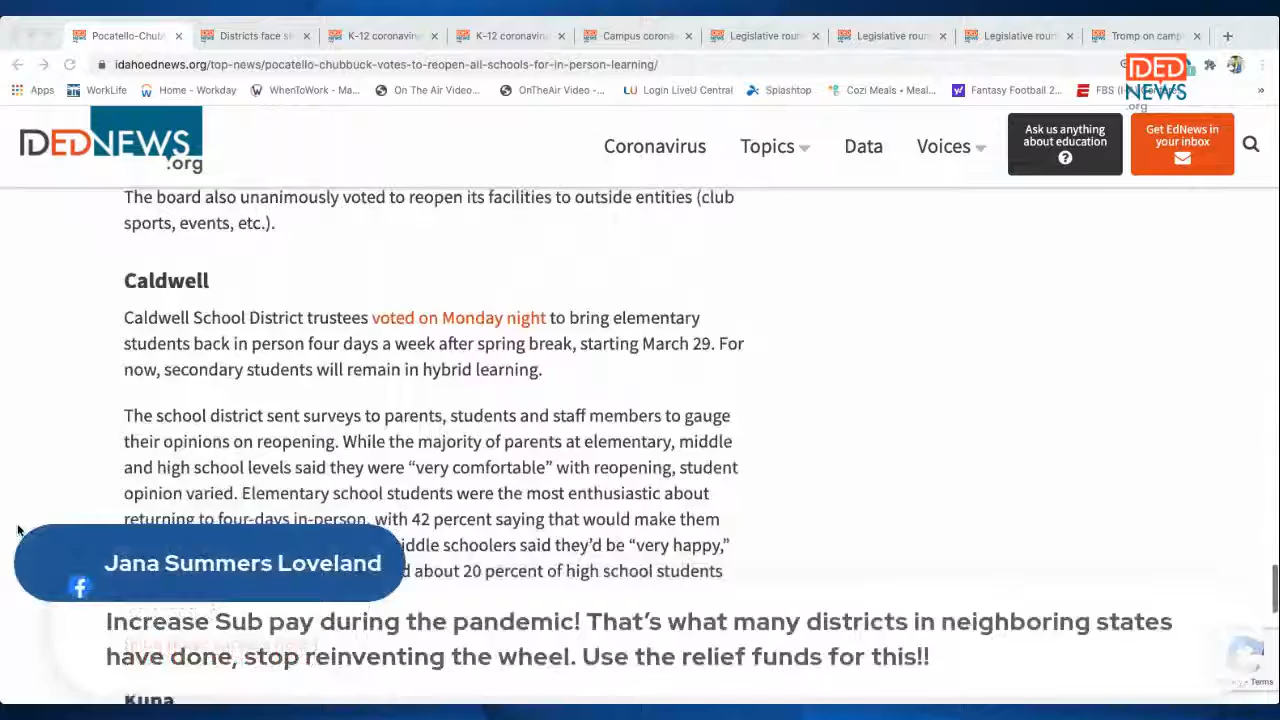 Pocatello-Chub
Districts face s
K-12 coronavir
K-12 coronavir
Campus corona
Legislative roun
Legislative roun
Legislative roun
Tromp on camp
idahoednews.org/top-news/pocatello-chubbuck-votes-to-reopen-all-schools-for-in-person-learning/
Apps
WorkLife
Home - Workday
WhenToWork - Ma...
On The Air Video...
OnTheAir Video -...
LU Login LiveU Central
Splashtop
Cozi Meals • Meal...
Fantasy Football 2...
FBS (I-A)
»
IDED
NEWS
.org
IDEDNEWS
.org
Coronavirus
Topics
Data
Voices
Ask us anything
about education
Get EdNews in
your inbox
The board also unanimously voted to reopen its facilities to outside entities (club
sports, events, etc.).
Caldwell
Caldwell School District trustees voted on Monday night to bring elementary
students back in person four days a week after spring break, starting March 29. For
now, secondary students will remain in hybrid learning.
The school district sent surveys to parents, students and staff members to gauge
their opinions on reopening. While the majority of parents at elementary, middle
and high school levels said they were “very comfortable” with reopening, student
opinion varied. Elementary school students were the most enthusiastic about
returning to four-days in-person, with 42 percent saying that would make them
iddle schoolers said they’d be “very happy,”
d about 20 percent of high school students
Jana Summers Loveland
Increase Sub pay during the pandemic! That’s what many districts in neighboring states
have done, stop reinventing the wheel. Use the relief funds for this!!
Kuna
Terms